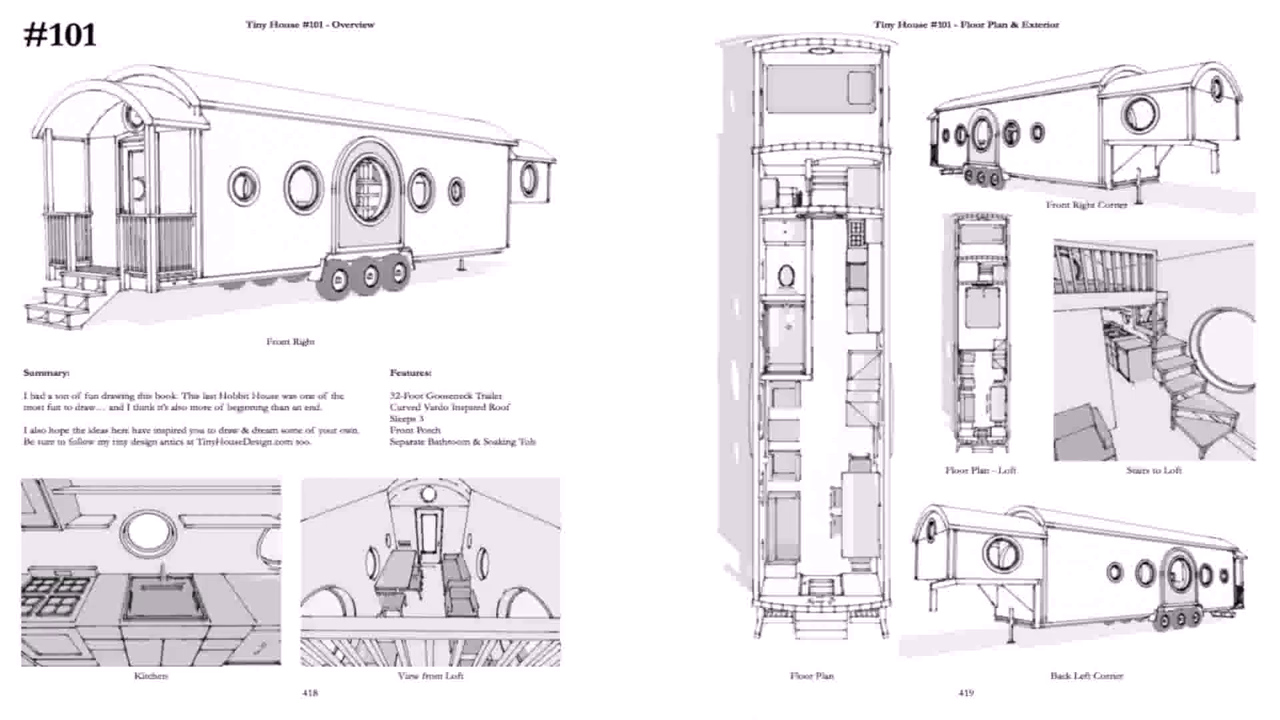 #101
Tiny House #101 - Overview
Front Right
Summary:
I had a ton of fun drawing this book. This last Hobbit House was one of the
most fun to draw... and I think it's also more of beginning than an end.
I also hope the ideas here have inspired you to draw & dream some of your own.
Be sure to follow my tiny design antics at TinyHouseDesign.com too.
Features:
32-Foot Gooseneck Trailer
Curved Vardo Inspired Roof
Sleeps 3
Front Porch
Separate Bathroom & Soaking Tub
Kitchen
View from Loft
418
Tiny House #101 - Floor Plan & Exterior
Front Right Corner
Floor Plan - Loft
Stairs to Loft
Floor Plan
Back Left Corner
419